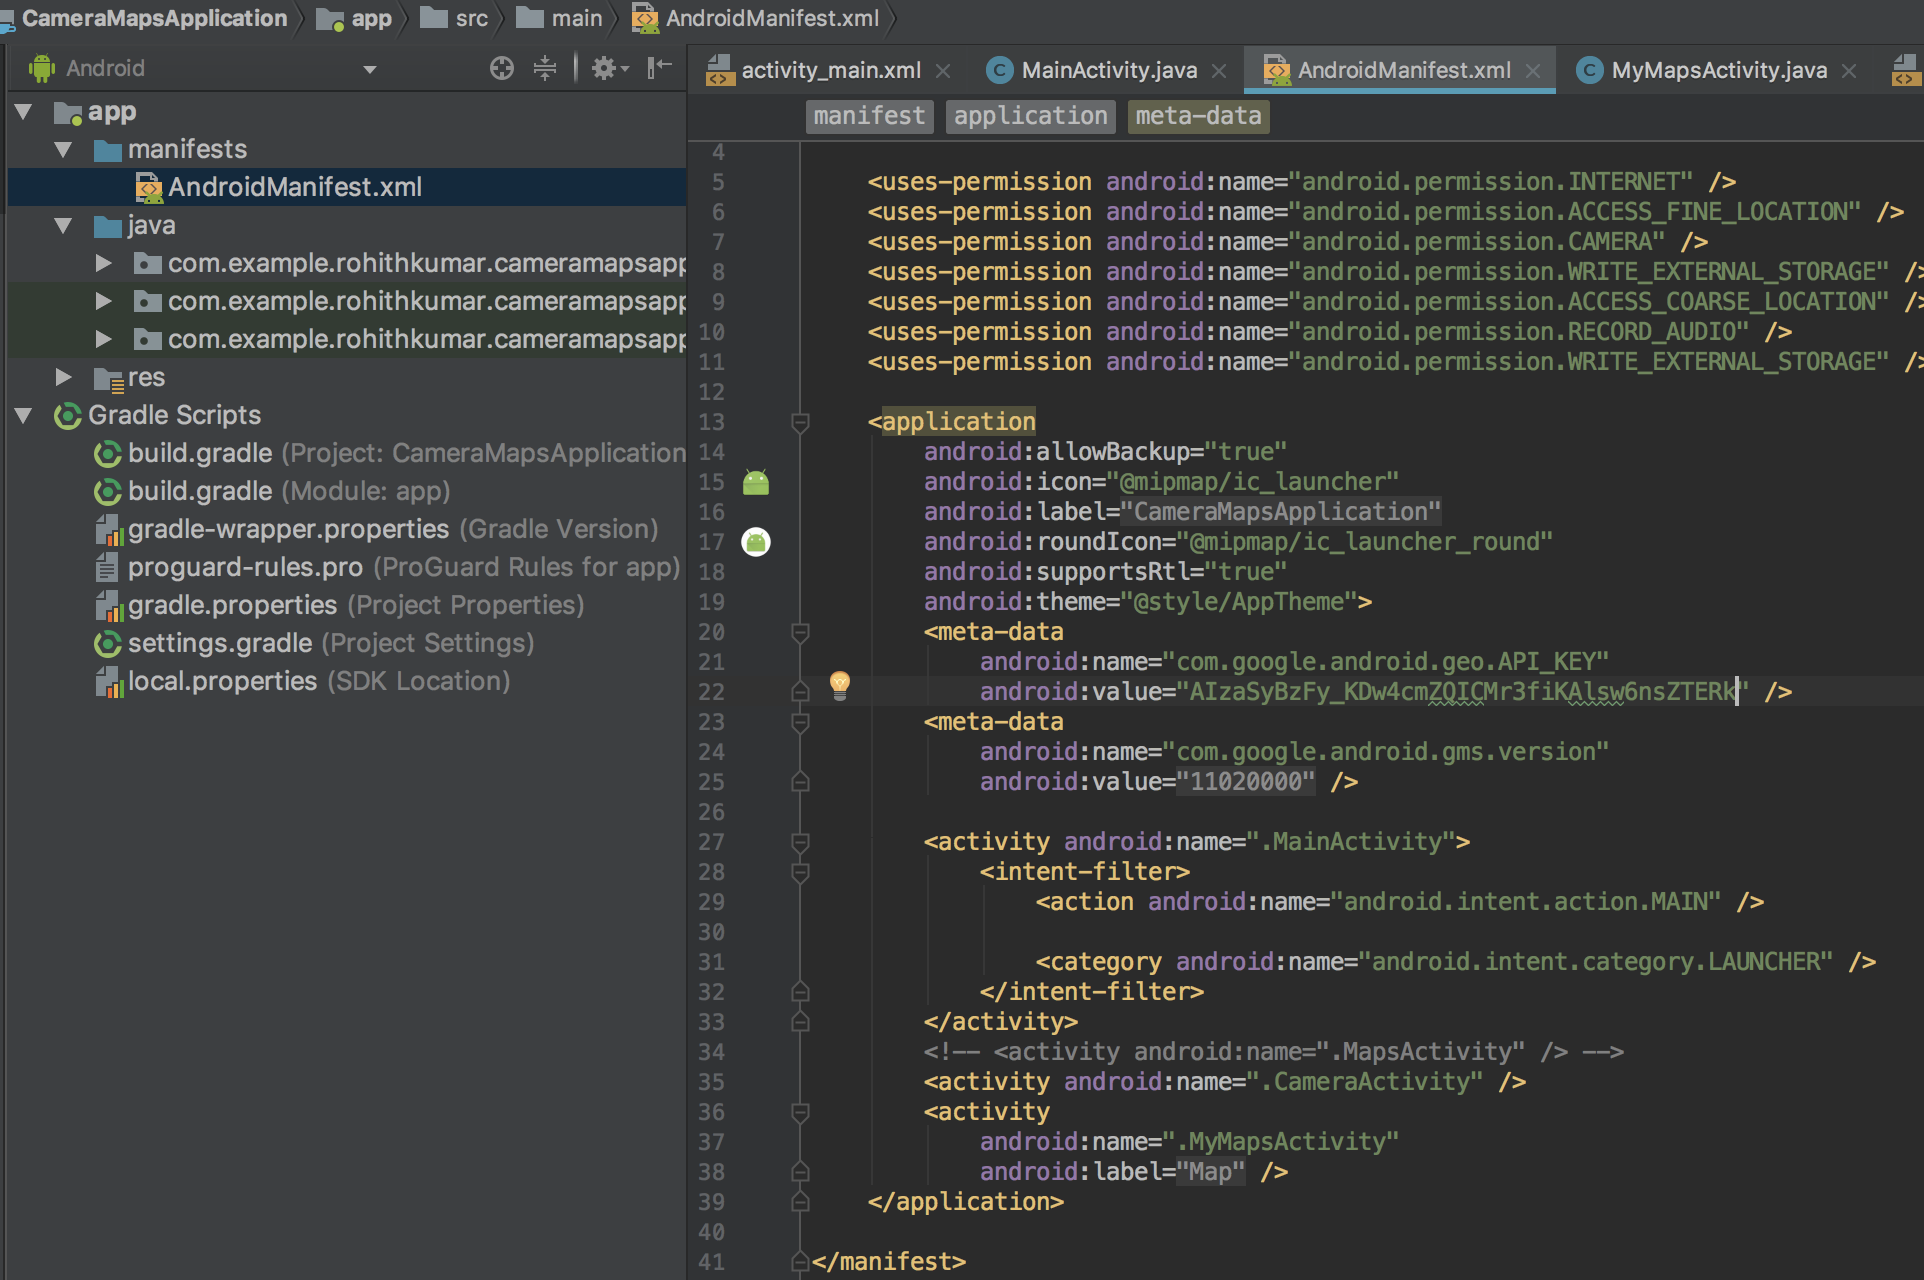 CameraMapsApplication app src main AndroidManifest.xml
Android
activity_main.xml MainActivity.java AndroidManifest.xml MyMapsActivity.java
manifest application meta-data
app
manifests
AndroidManifest.xml
java
com.example.rohithkumar.cameramapsapp
com.example.rohithkumar.cameramapsapp
com.example.rohithkumar.cameramapsapp
res
Gradle Scripts
build.gradle (Project: CameraMapsApplication
build.gradle (Module: app)
gradle-wrapper.properties (Gradle Version)
proguard-rules.pro (ProGuard Rules for app)
gradle.properties (Project Properties)
settings.gradle (Project Settings)
local.properties (SDK Location)
4
5 <uses-permission android:name="android.permission.INTERNET" />
6 <uses-permission android:name="android.permission.ACCESS_FINE_LOCATION" />
7 <uses-permission android:name="android.permission.CAMERA" />
8 <uses-permission android:name="android.permission.WRITE_EXTERNAL_STORAGE" />
9 <uses-permission android:name="android.permission.ACCESS_COARSE_LOCATION" />
10 <uses-permission android:name="android.permission.RECORD_AUDIO" />
11 <uses-permission android:name="android.permission.WRITE_EXTERNAL_STORAGE" />
12
13 <application
14 android:allowBackup="true"
15 android:icon="@mipmap/ic_launcher"
16 android:label="CameraMapsApplication"
17 android:roundIcon="@mipmap/ic_launcher_round"
18 android:supportsRtl="true"
19 android:theme="@style/AppTheme">
20 <meta-data
21 android:name="com.google.android.geo.API_KEY"
22 android:value="AIzaSyBzFy_KDw4cmZQICMr3fiKAlsw6nsZTERk" />
23 <meta-data
24 android:name="com.google.android.gms.version"
25 android:value="11020000" />
26
27 <activity android:name=".MainActivity">
28 <intent-filter>
29 <action android:name="android.intent.action.MAIN" />
30
31 <category android:name="android.intent.category.LAUNCHER" />
32 </intent-filter>
33 </activity>
34 <!-- <activity android:name=".MapsActivity" /> -->
35 <activity android:name=".CameraActivity" />
36 <activity
37 android:name=".MyMapsActivity"
38 android:label="Map" />
39 </application>
40
41 </manifest>